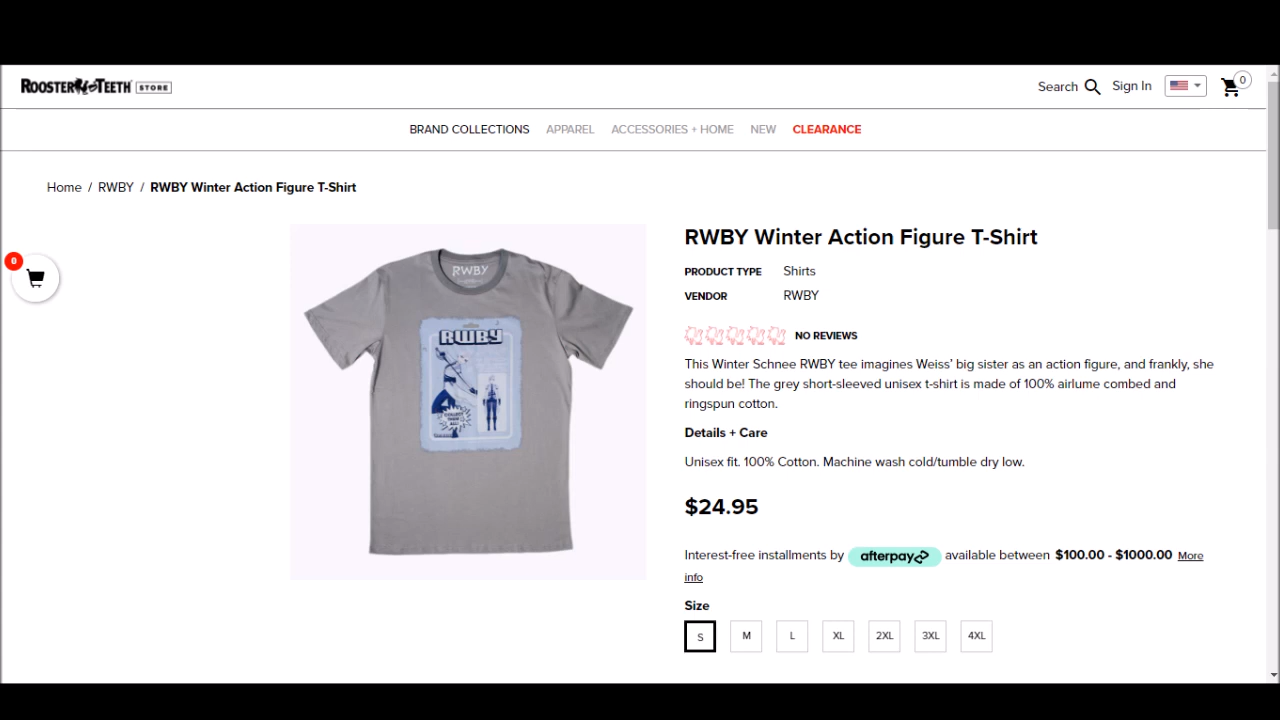 ROOSTER TEETH STORE
Search
Sign In
0
BRAND COLLECTIONS
APPAREL
ACCESSORIES + HOME
NEW
CLEARANCE
Home / RWBY / RWBY Winter Action Figure T-Shirt
0
RWBY
RWBY
COLLECT THEM ALL!
RWBY Winter Action Figure T-Shirt
PRODUCT TYPE Shirts
VENDOR RWBY
NO REVIEWS
This Winter Schnee RWBY tee imagines Weiss’ big sister as an action figure, and frankly, she
should be! The grey short-sleeved unisex t-shirt is made of 100% airlume combed and
ringspun cotton.
Details + Care
Unisex fit. 100% Cotton. Machine wash cold/tumble dry low.
$24.95
Interest-free installments by afterpay available between $100.00 - $1000.00 More
info
Size
S M L XL 2XL 3XL 4XL